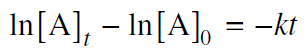 ln[A]ₜ − ln[A]₀ = −kt